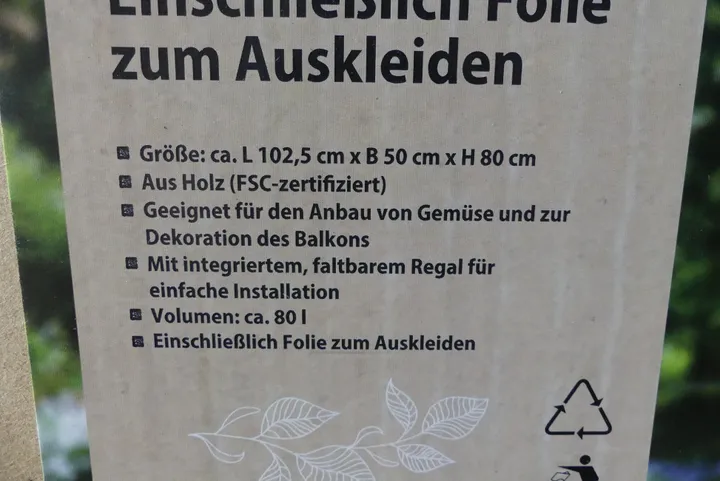 Einschließlich Folie
zum Auskleiden
Größe: ca. L 102,5 cm x B 50 cm x H 80 cm
Aus Holz (FSC-zertifiziert)
Geeignet für den Anbau von Gemüse und zur
Dekoration des Balkons
Mit integriertem, faltbarem Regal für
einfache Installation
Volumen: ca. 80 l
Einschließlich Folie zum Auskleiden